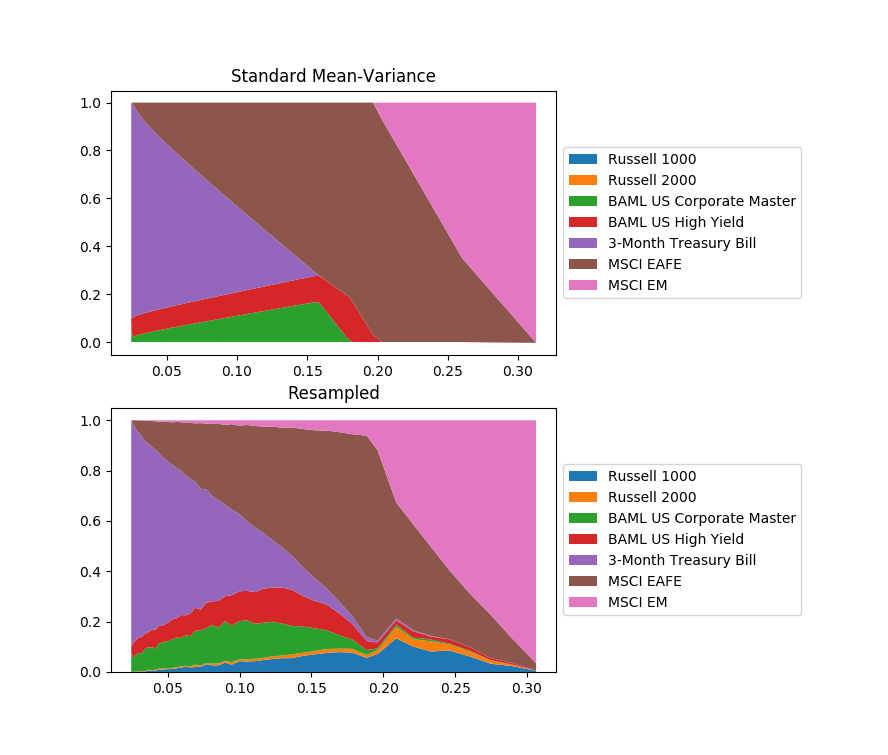 Standard Mean-Variance
1.0
0.8
0.6
0.4
0.2
0.0
0.05 0.10 0.15 0.20 0.25 0.30
Russell 1000
Russell 2000
BAML US Corporate Master
BAML US High Yield
3-Month Treasury Bill
MSCI EAFE
MSCI EM
Resampled
1.0
0.8
0.6
0.4
0.2
0.0
0.05 0.10 0.15 0.20 0.25 0.30
Russell 1000
Russell 2000
BAML US Corporate Master
BAML US High Yield
3-Month Treasury Bill
MSCI EAFE
MSCI EM